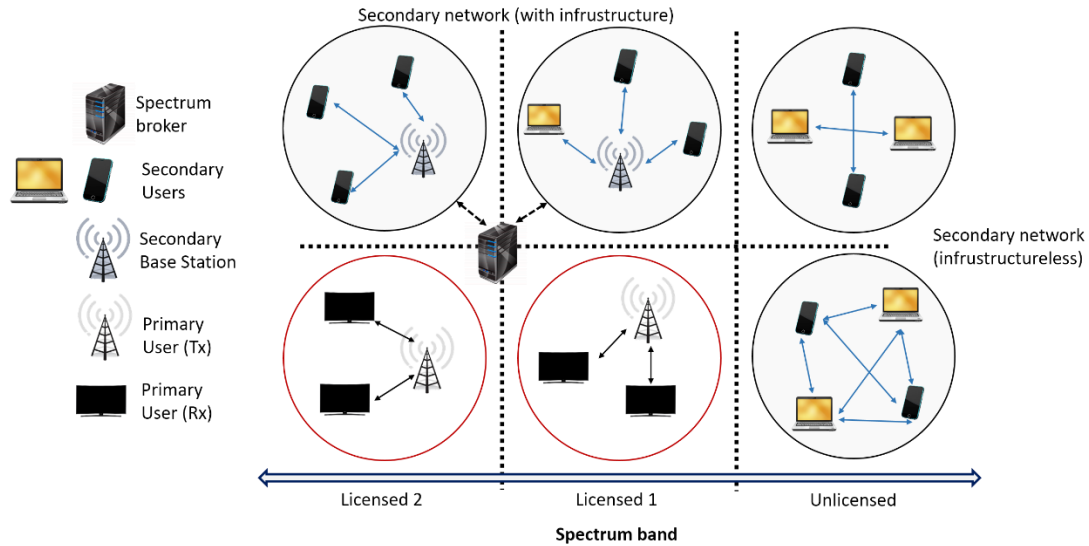 Secondary network (with infrustructure)
Spectrum
broker
Secondary
Users
Secondary
Base Station
Primary
User (Tx)
Primary
User (Rx)
Secondary network
(infrustructureless)
Licensed 2
Licensed 1
Unlicensed
Spectrum band